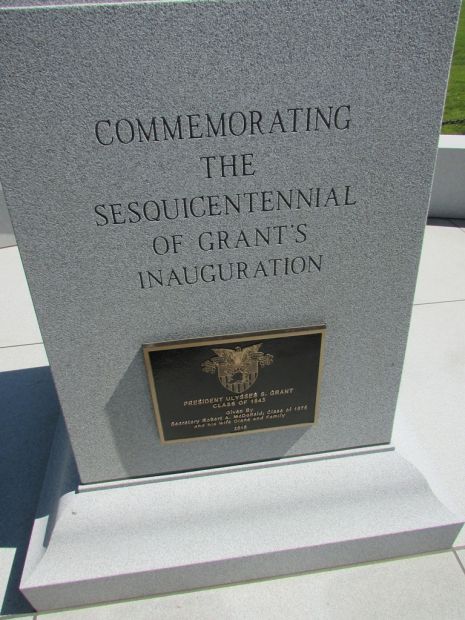 COMMEMORATING
THE
SESQUICENTENNIAL
OF GRANT'S
INAUGURATION
PRESIDENT ULYSSES S. GRANT
CLASS OF 1843
Given By
Secretary Robert A. McDonald, Class of 1975
and his wife Diane and Family
2018